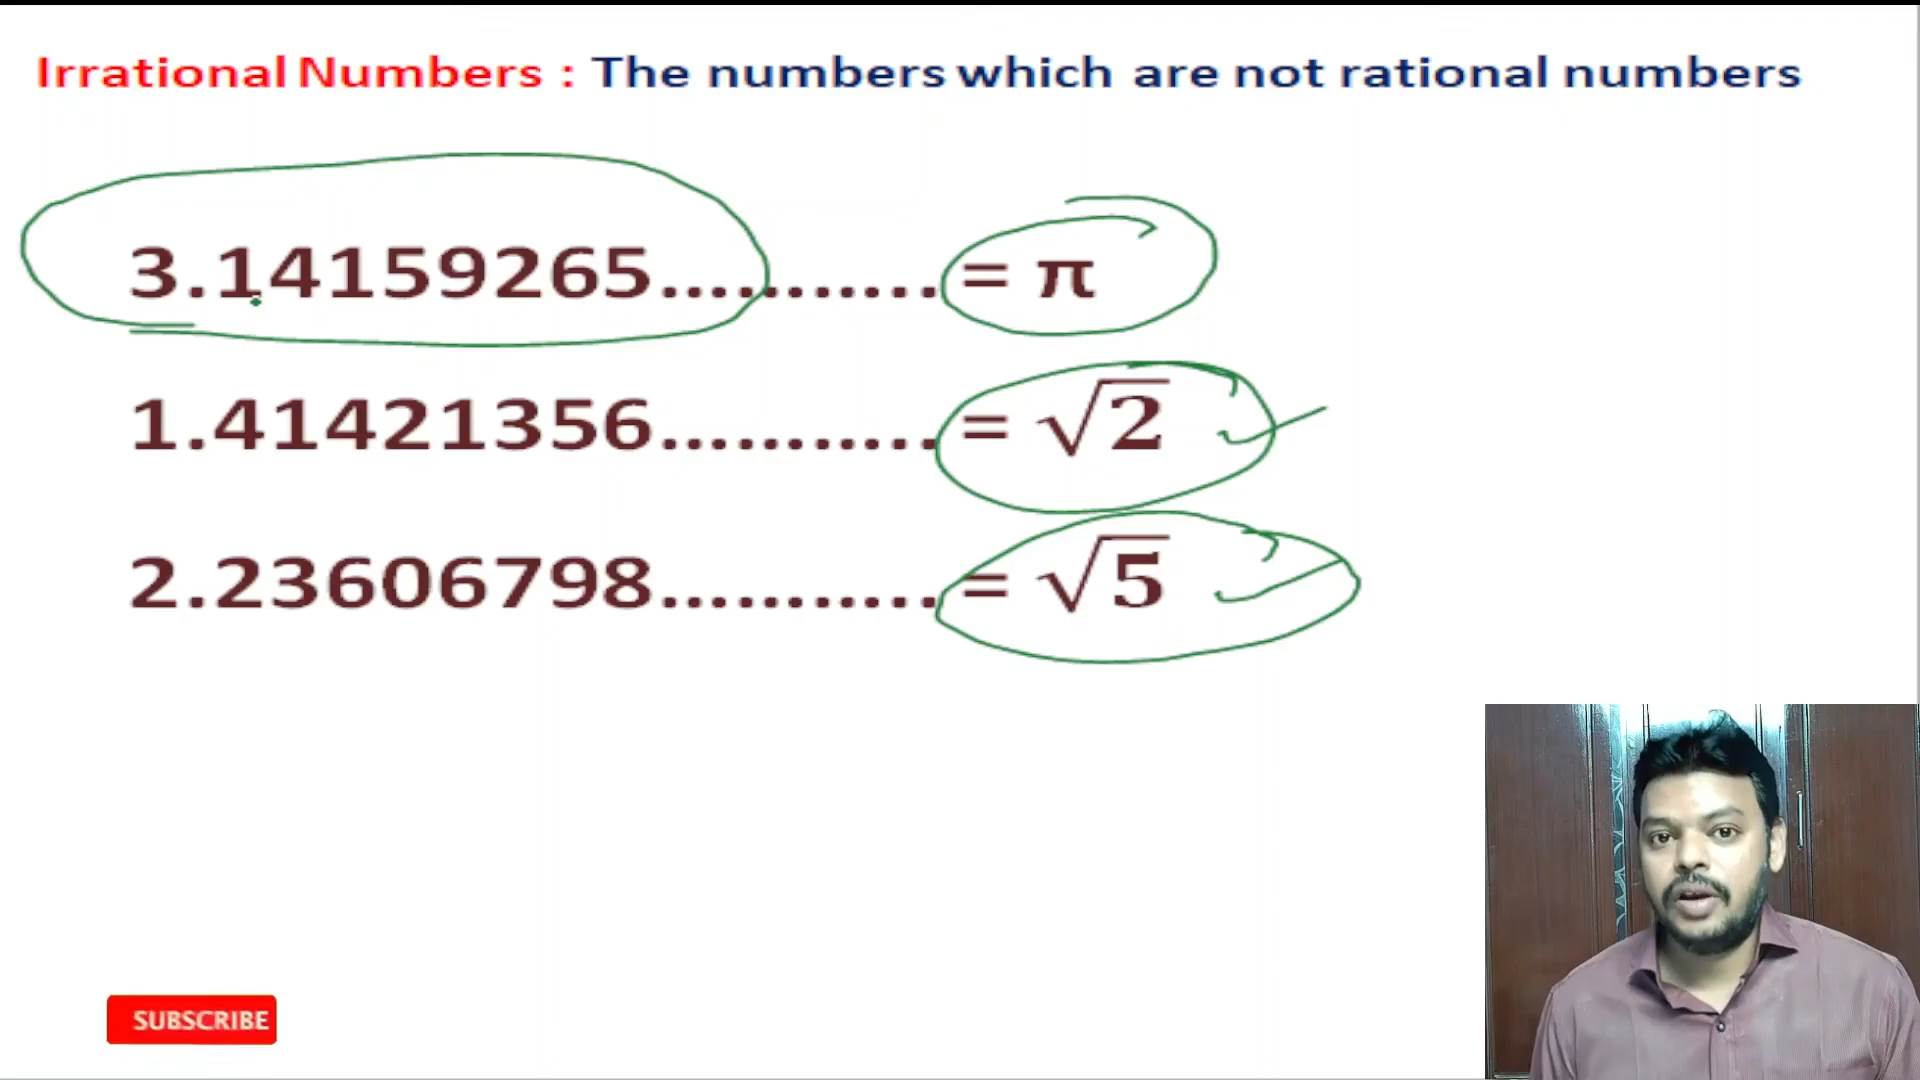 Irrational Numbers : The numbers which are not rational numbers
3.14159265........... = π
1.41421356........... = √2
2.23606798........... = √5
SUBSCRIBE